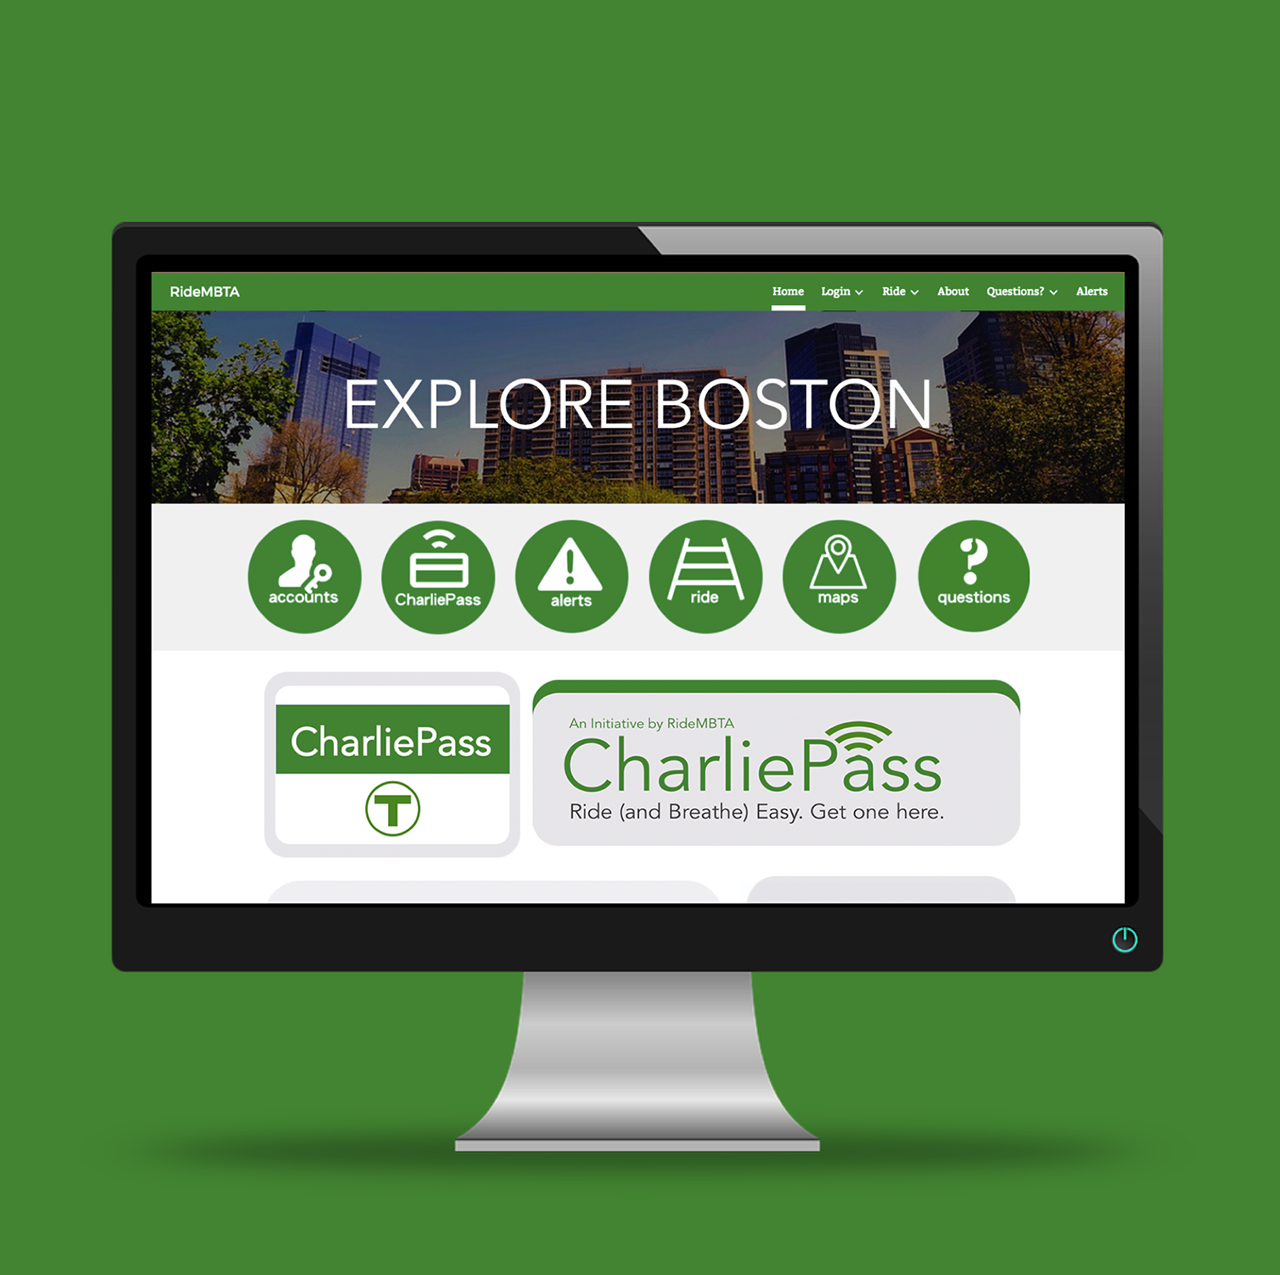 RideMBTA
Home Login Ride About Questions? Alerts
EXPLORE BOSTON
accounts
CharliePass
alerts
ride
maps
questions
CharliePass
T
An Initiative by RideMBTA
CharliePass
Ride (and Breathe) Easy. Get one here.